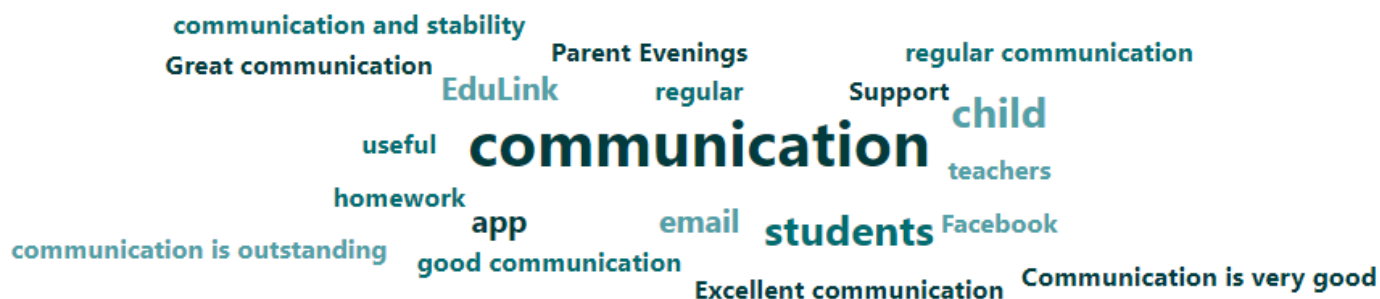 communication and stability
Great communication
Parent Evenings
regular communication
EduLink
regular
Support
child
useful
communication
teachers
homework
app
email
students
Facebook
communication is outstanding
good communication
Excellent communication
Communication is very good